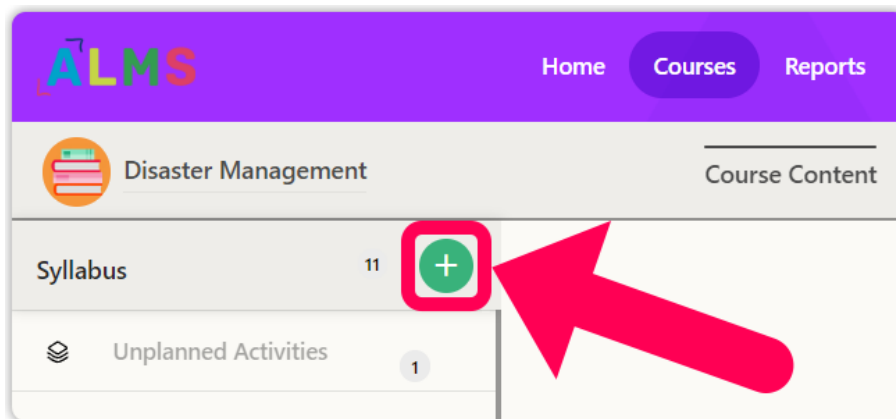 ALMS
Home Courses Reports
Disaster Management
Course Content
Syllabus 11
Unplanned Activities 1